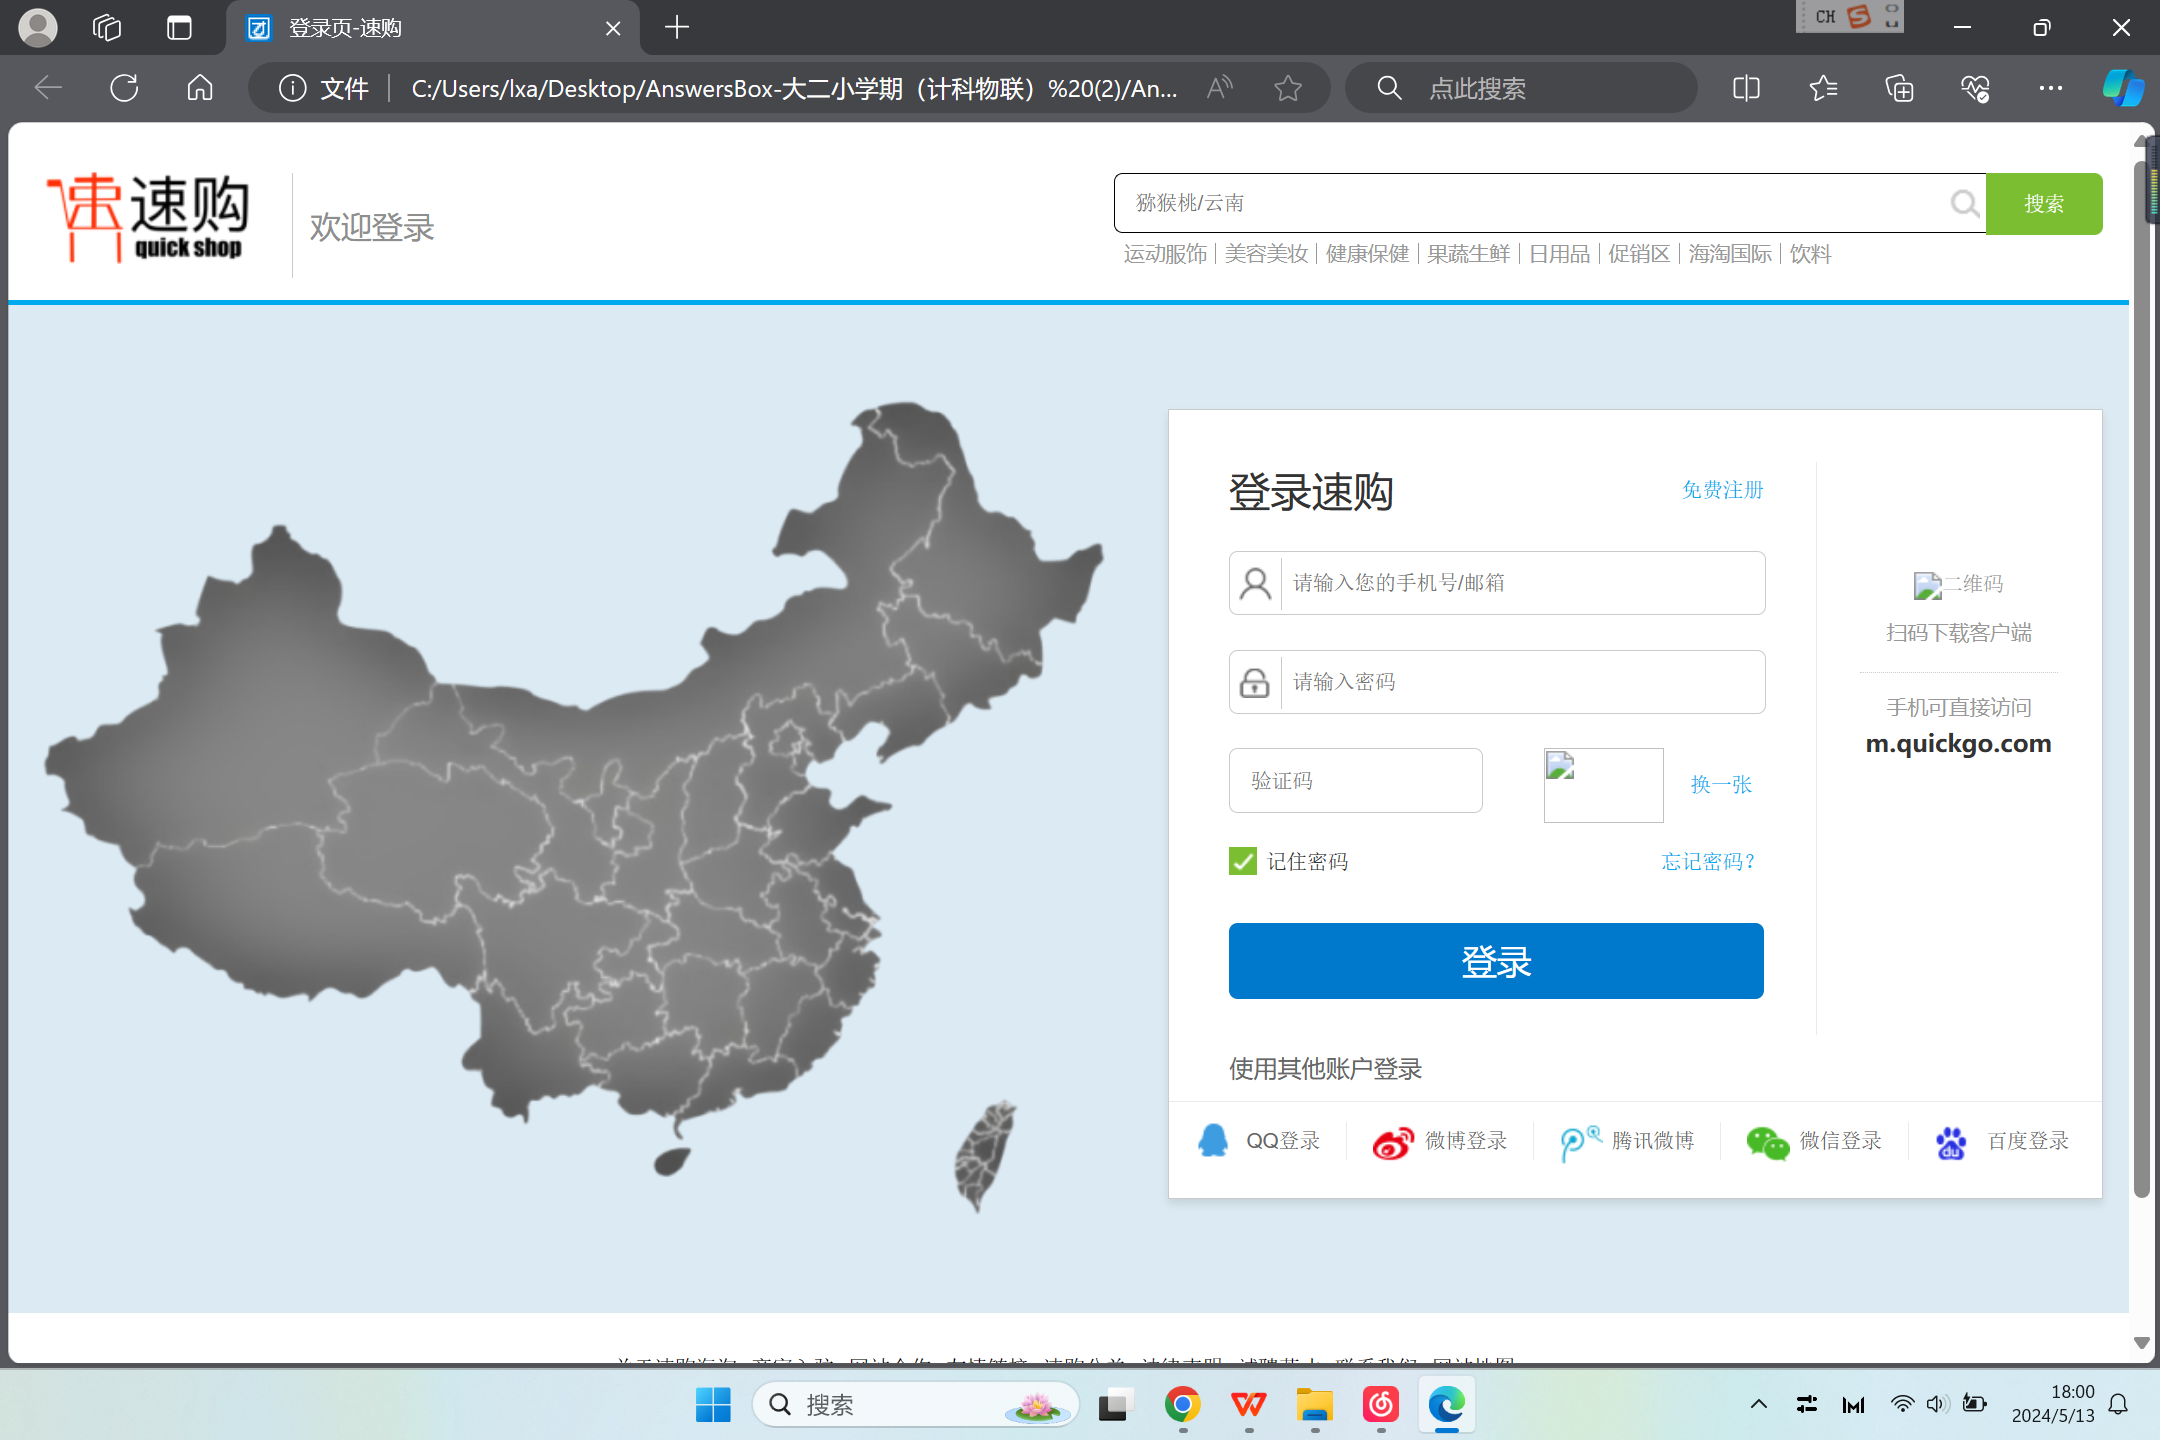 登录页-速购
CH
文件
C:/Users/lxa/Desktop/AnswersBox-大二小学期（计科物联）%20(2)/An...
点此搜索
速 速购
quick shop
欢迎登录
猕猴桃/云南
搜索
运动服饰 | 美容美妆 | 健康保健 | 果蔬生鲜 | 日用品 | 促销区 | 海淘国际 | 饮料
登录速购
免费注册
请输入您的手机号/邮箱
请输入密码
验证码
换一张
记住密码
忘记密码?
登录
二维码
扫码下载客户端
手机可直接访问
m.quickgo.com
使用其他账户登录
QQ登录
微博登录
腾讯微博
微信登录
du
百度登录
搜索
18:00
2024/5/13